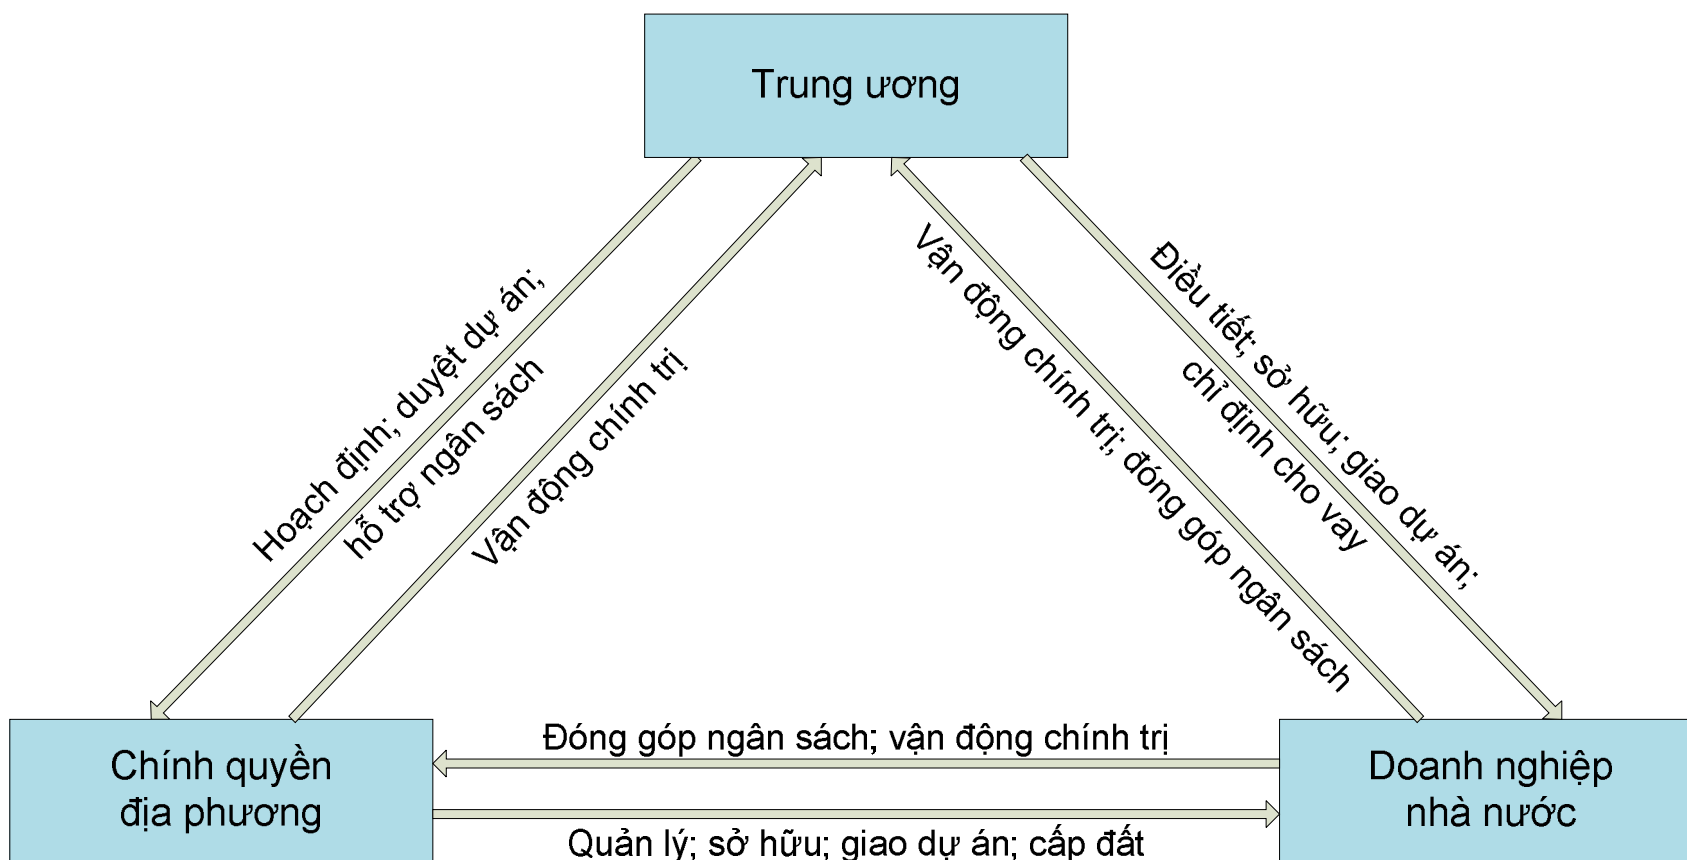 Trung ương
Hoạch định; duyệt dự án;
hỗ trợ ngân sách
Vận động chính trị
Vận động chính trị; đóng góp ngân sách
Điều tiết; sở hữu; giao dự án;
chỉ định cho vay
Chính quyền
địa phương
Đóng góp ngân sách; vận động chính trị
Quản lý; sở hữu; giao dự án; cấp đất
Doanh nghiệp
nhà nước